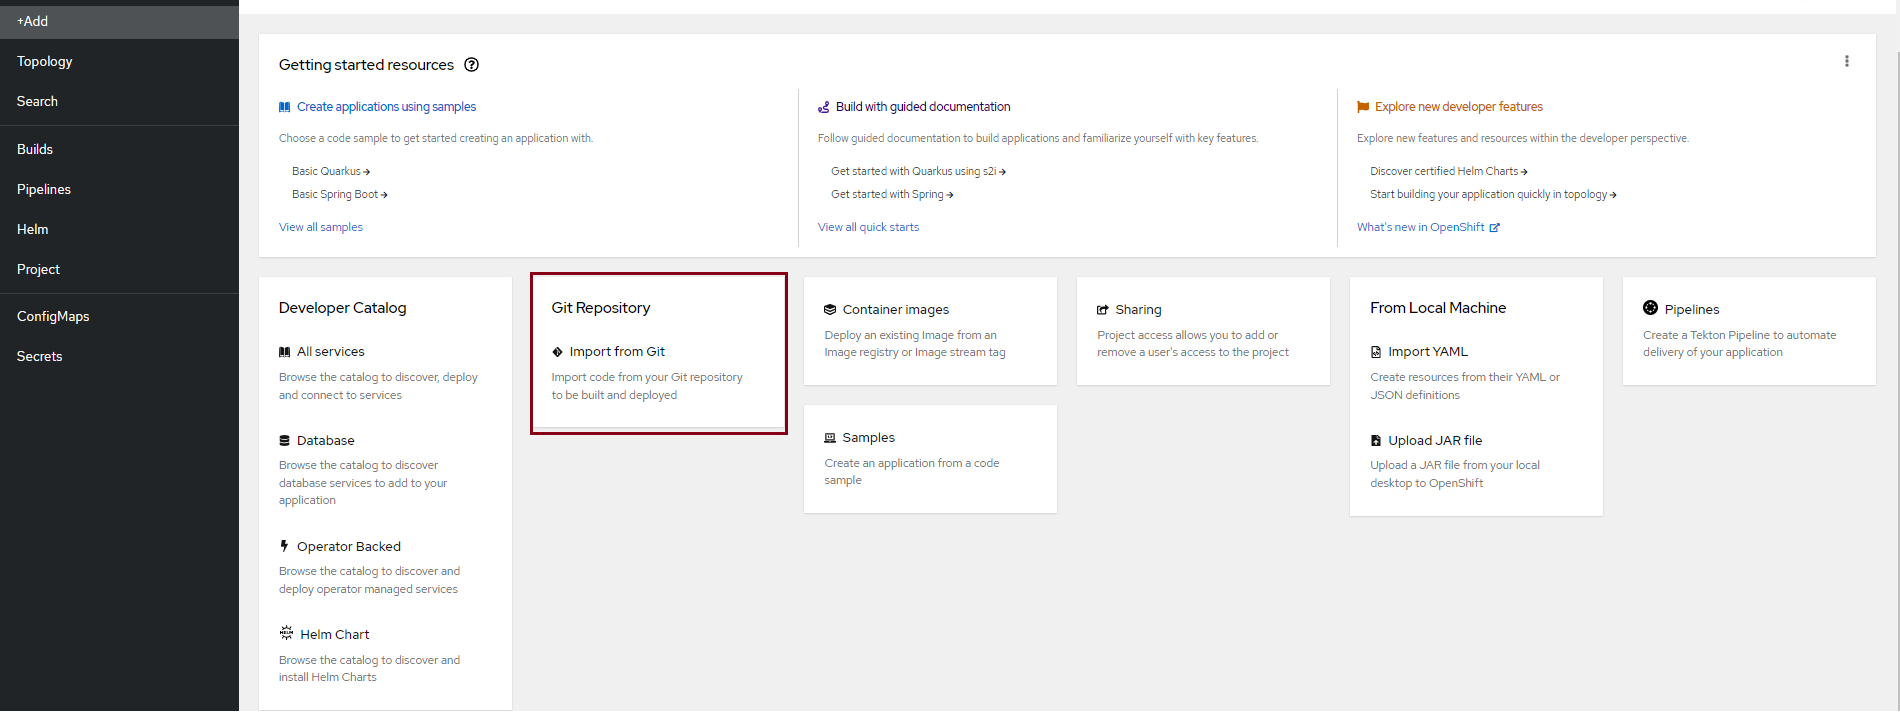 +Add
Topology
Search
Builds
Pipelines
Helm
Project
ConfigMaps
Secrets
Getting started resources
Create applications using samples
Choose a code sample to get started creating an application with.
Basic Quarkus
Basic Spring Boot
View all samples
Build with guided documentation
Follow guided documentation to build applications and familiarize yourself with key features.
Get started with Quarkus using s2i
Get started with Spring
View all quick starts
Explore new developer features
Explore new features and resources within the developer perspective.
Discover certified Helm Charts
Start building your application quickly in topology
What's new in OpenShift
Developer Catalog
All services
Browse the catalog to discover, deploy
and connect to services
Database
Browse the catalog to discover
database services to add to your
application
Operator Backed
Browse the catalog to discover and
deploy operator managed services
HELM
Helm Chart
Browse the catalog to discover and
install Helm Charts
Git Repository
Import from Git
Import code from your Git repository
to be built and deployed
Container images
Deploy an existing Image from an
Image registry or Image stream tag
Samples
Create an application from a code
sample
Sharing
Project access allows you to add or
remove a user's access to the project
From Local Machine
Import YAML
Create resources from their YAML or
JSON definitions
Upload JAR file
Upload a JAR file from your local
desktop to OpenShift
Pipelines
Create a Tekton Pipeline to automate
delivery of your application